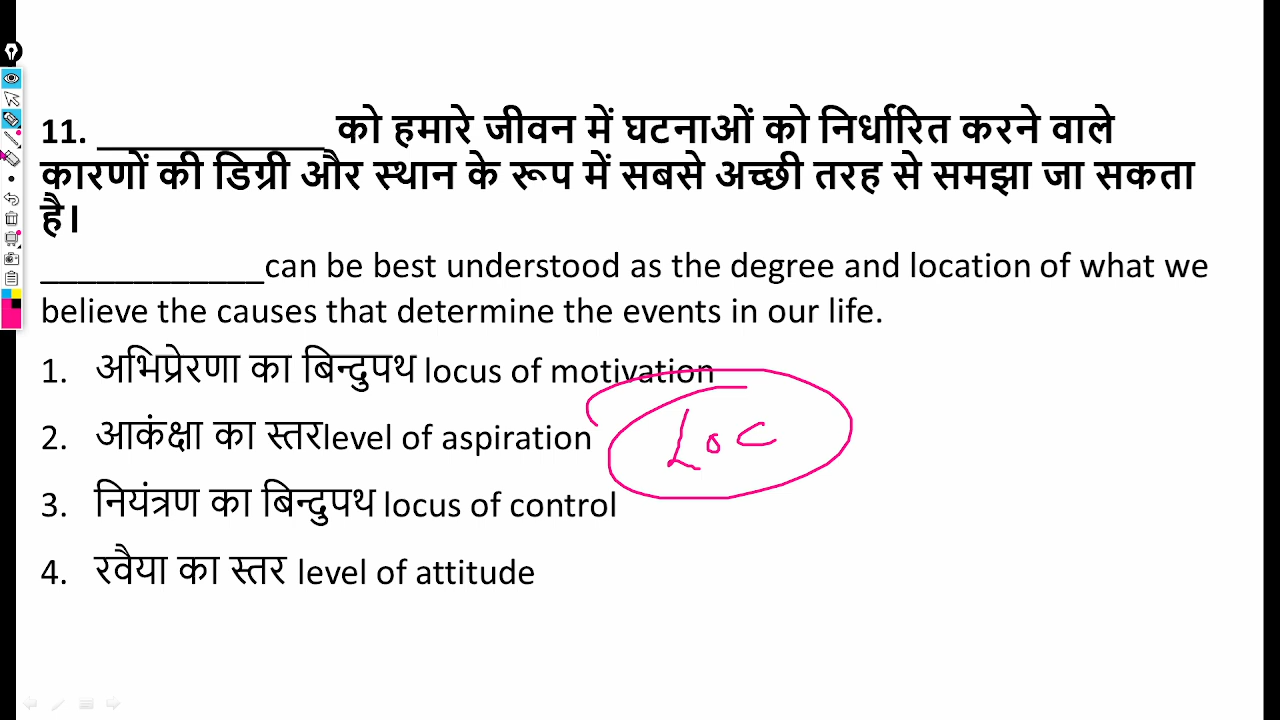 11. ____________ को हमारे जीवन में घटनाओं को निर्धारित करने वाले
कारणों की डिग्री और स्थान के रूप में सबसे अच्छी तरह से समझा जा सकता
है।
____________can be best understood as the degree and location of what we
believe the causes that determine the events in our life.
1. अभिप्रेरणा का बिन्दुपथ locus of motivation
2. आकंक्षा का स्तरlevel of aspiration
LoC
3. नियंत्रण का बिन्दुपथ locus of control
4. रवैया का स्तर level of attitude